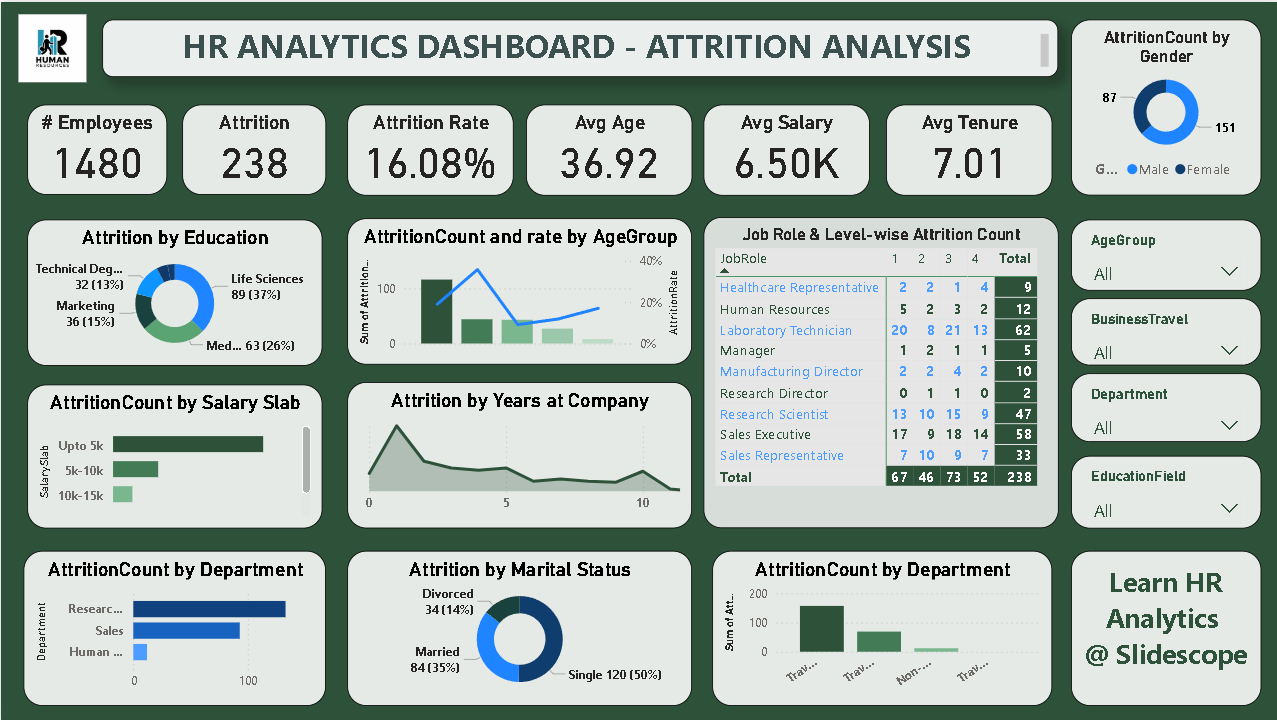 HR
HUMAN
RESOURCES
HR ANALYTICS DASHBOARD - ATTRITION ANALYSIS
AttritionCount by
Gender
87
151
G... Male Female
# Employees
1480
Attrition
238
Attrition Rate
16.08%
Avg Age
36.92
Avg Salary
6.50K
Avg Tenure
7.01
Attrition by Education
Technical Deg...
32 (13%)
Life Sciences
89 (37%)
Marketing
36 (15%)
Med... 63 (26%)
AttritionCount and rate by AgeGroup
Sum of Attrition...
100
0
40%
20%
0%
AttritionRate
Job Role & Level-wise Attrition Count
JobRole 1 2 3 4 Total
Healthcare Representative 2 2 1 4 9
Human Resources 5 2 3 2 12
Laboratory Technician 20 8 21 13 62
Manager 1 2 1 1 5
Manufacturing Director 2 2 4 2 10
Research Director 0 1 1 0 2
Research Scientist 13 10 15 9 47
Sales Executive 17 9 18 14 58
Sales Representative 7 10 9 7 33
Total 67 46 73 52 238
AgeGroup
All
BusinessTravel
All
Department
All
EducationField
All
AttritionCount by Salary Slab
SalarySlab
Upto 5k
5k-10k
10k-15k
Attrition by Years at Company
0 5 10
AttritionCount by Department
Department
Researc...
Sales
Human ...
0 100
Attrition by Marital Status
Divorced
34 (14%)
Married
84 (35%)
Single 120 (50%)
AttritionCount by Department
Sum of Att...
200
100
0
Trav... Trav... Non-... Trav...
Learn HR
Analytics
@ Slidescope